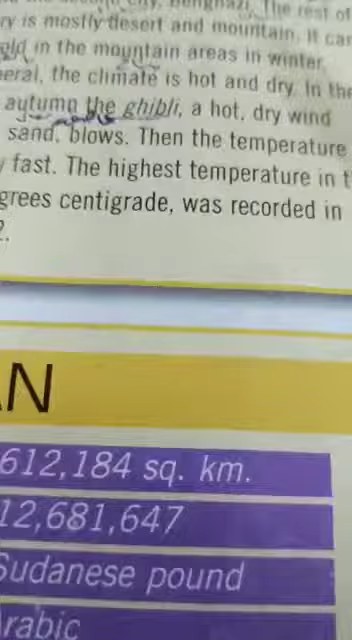 city, Benghazi. The rest of
ry is mostly desert and mountain. It can
old in the mountain areas in winter.
eral, the climate is hot and dry. In the
autumn the ghibli, a hot, dry wind
sand, blows. Then the temperature
fast. The highest temperature in t
grees centigrade, was recorded in
2.
AN
612,184 sq. km.
12,681,647
Sudanese pound
Arabic